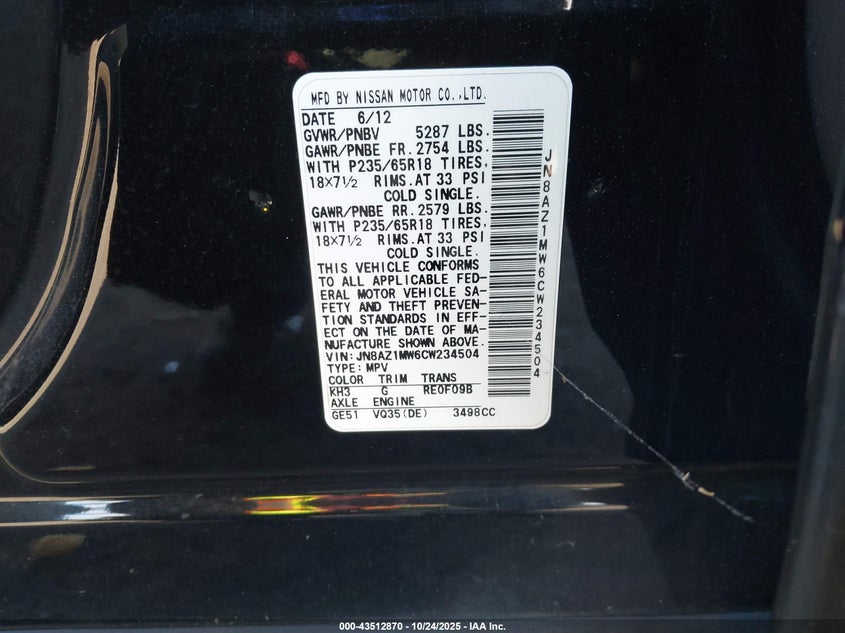 MFD BY NISSAN MOTOR CO.,LTD.
DATE 6/12
GVWR/PNBV 5287 LBS.
GAWR/PNBE FR. 2754 LBS.
WITH P235/65R18 TIRES,
18×7½ RIMS.AT 33 PSI
COLD SINGLE.
GAWR/PNBE RR. 2579 LBS.
WITH P235/65R18 TIRES,
18×7½ RIMS.AT 33 PSI
COLD SINGLE.
THIS VEHICLE CONFORMS
TO ALL APPLICABLE FED-
ERAL MOTOR VEHICLE SA-
FETY AND THEFT PREVEN-
TION STANDARDS IN EFF-
ECT ON THE DATE OF MA-
NUFACTURE SHOWN ABOVE.
VIN: JN8AZ1MW6CW234504
TYPE: MPV
COLOR TRIM TRANS
KH3 G RE0F09B
AXLE ENGINE
GE51 VQ35(DE) 3498CC
JN8AZ1MW6CW234504
000-43512870 - 10/24/2025 - IAA Inc.